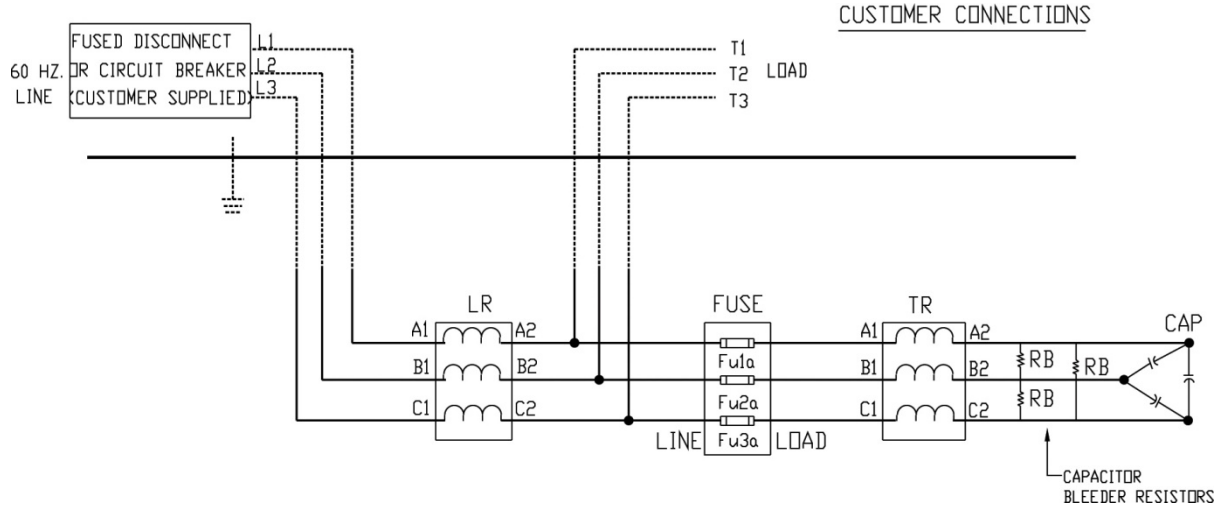 CUSTOMER CONNECTIONS
FUSED DISCONNECT
60 HZ. OR CIRCUIT BREAKER
LINE (CUSTOMER SUPPLIED)
L1
L2
L3
T1
T2 LOAD
T3
LR
FUSE
TR
CAP
A1 A2
B1 B2
C1 C2
Fu1a
Fu2a
Fu3a
LINE LOAD
A1 A2
B1 B2
C1 C2
RB
RB
RB
CAPACITOR
BLEEDER RESISTORS